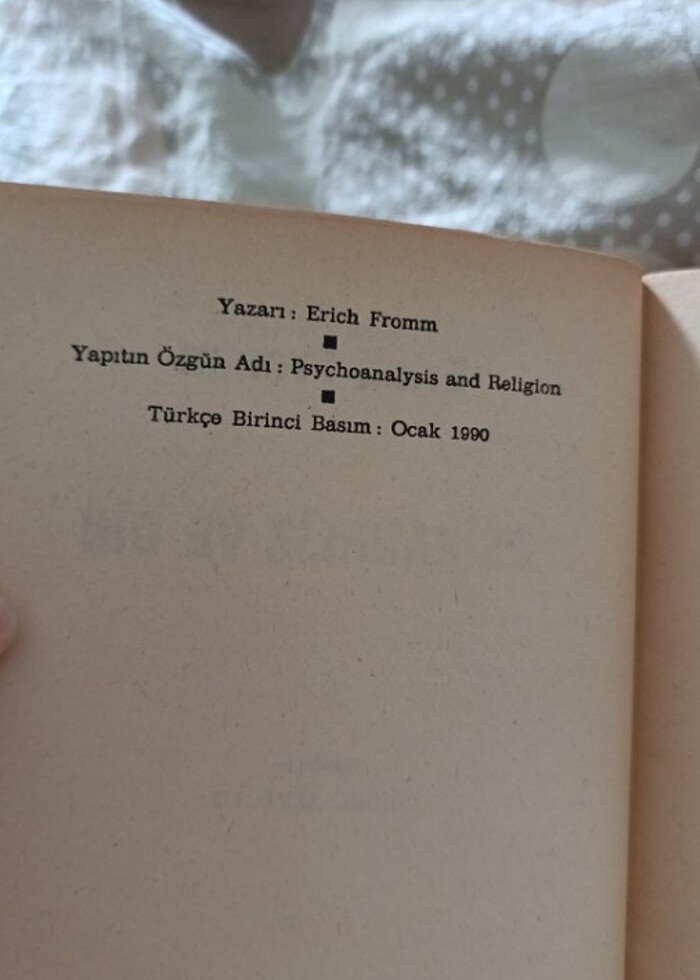 Yazarı : Erich Fromm
Yapıtın Özgün Adı : Psychoanalysis and Religion
Türkçe Birinci Basım : Ocak 1990